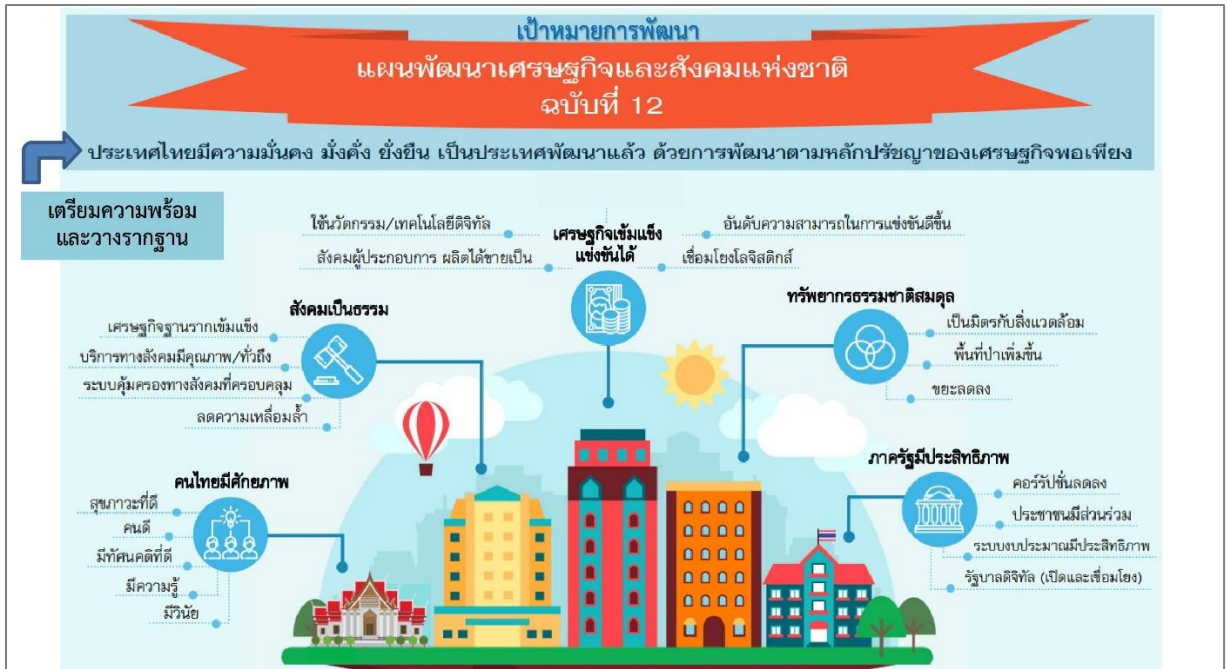 เป้าหมายการพัฒนา
แผนพัฒนาเศรษฐกิจและสังคมแห่งชาติ
ฉบับที่ 12
ประเทศไทยมีความมั่นคง มั่งคั่ง ยั่งยืน เป็นประเทศพัฒนาแล้ว ด้วยการพัฒนาตามหลักปรัชญาของเศรษฐกิจพอเพียง
เตรียมความพร้อม
และวางรากฐาน
ใช้นวัตกรรม/เทคโนโลยีดิจิทัล
สังคมผู้ประกอบการ ผลิตได้ขายเป็น
เศรษฐกิจเข้มแข็ง
แข่งขันได้
อันดับความสามารถในการแข่งขันดีขึ้น
เชื่อมโยงโลจิสติกส์
สังคมเป็นธรรม
เศรษฐกิจฐานรากเข้มแข็ง
บริการทางสังคมมีคุณภาพ/ทั่วถึง
ระบบคุ้มครองทางสังคมที่ครอบคลุม
ลดความเหลื่อมล้ำ
ทรัพยากรธรรมชาติสมดุล
เป็นมิตรกับสิ่งแวดล้อม
พื้นที่ป่าเพิ่มขึ้น
ขยะลดลง
คนไทยมีศักยภาพ
สุขภาวะที่ดี
คนดี
มีทัศนคติที่ดี
มีความรู้
มีวินัย
ภาครัฐมีประสิทธิภาพ
คอร์รัปชั่นลดลง
ประชาชนมีส่วนร่วม
ระบบงบประมาณมีประสิทธิภาพ
รัฐบาลดิจิทัล (เปิดและเชื่อมโยง)